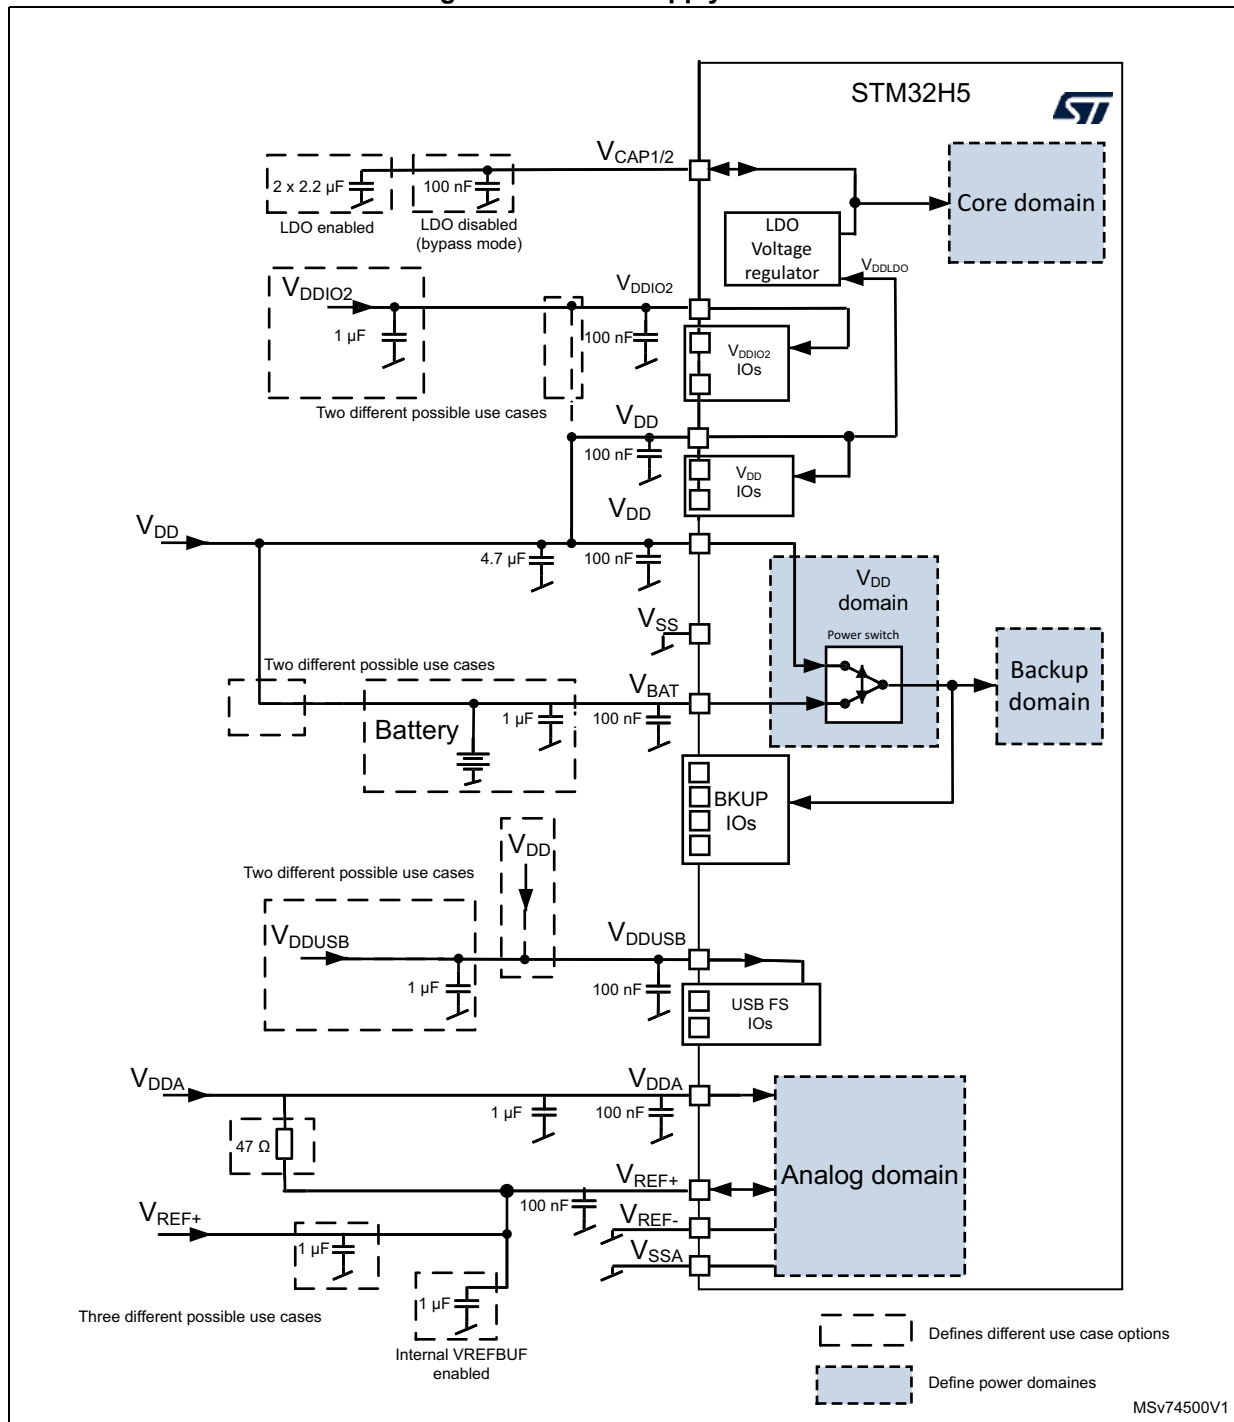 STM32H5
ST
VCAP1/2
2 x 2.2 µF
100 nF
LDO enabled
LDO disabled
(bypass mode)
Core domain
LDO
Voltage
regulator
VDDLDO
VDDIO2
VDDIO2
1 µF
100 nF
VDDIO2
IOs
Two different possible use cases
VDD
100 nF
VDD
IOs
VDD
VDD
4.7 µF
100 nF
VDD
domain
Power switch
VSS
Backup
domain
Two different possible use cases
VBAT
Battery
1 µF
100 nF
BKUP
IOs
VDD
Two different possible use cases
VDDUSB
VDDUSB
1 µF
100 nF
USB FS
IOs
VDDA
VDDA
1 µF
100 nF
47 Ω
Analog domain
VREF+
100 nF
VREF+
VREF-
1 µF
VSSA
1 µF
Three different possible use cases
Internal VREFBUF
enabled
Defines different use case options
Define power domaines
MSv74500V1